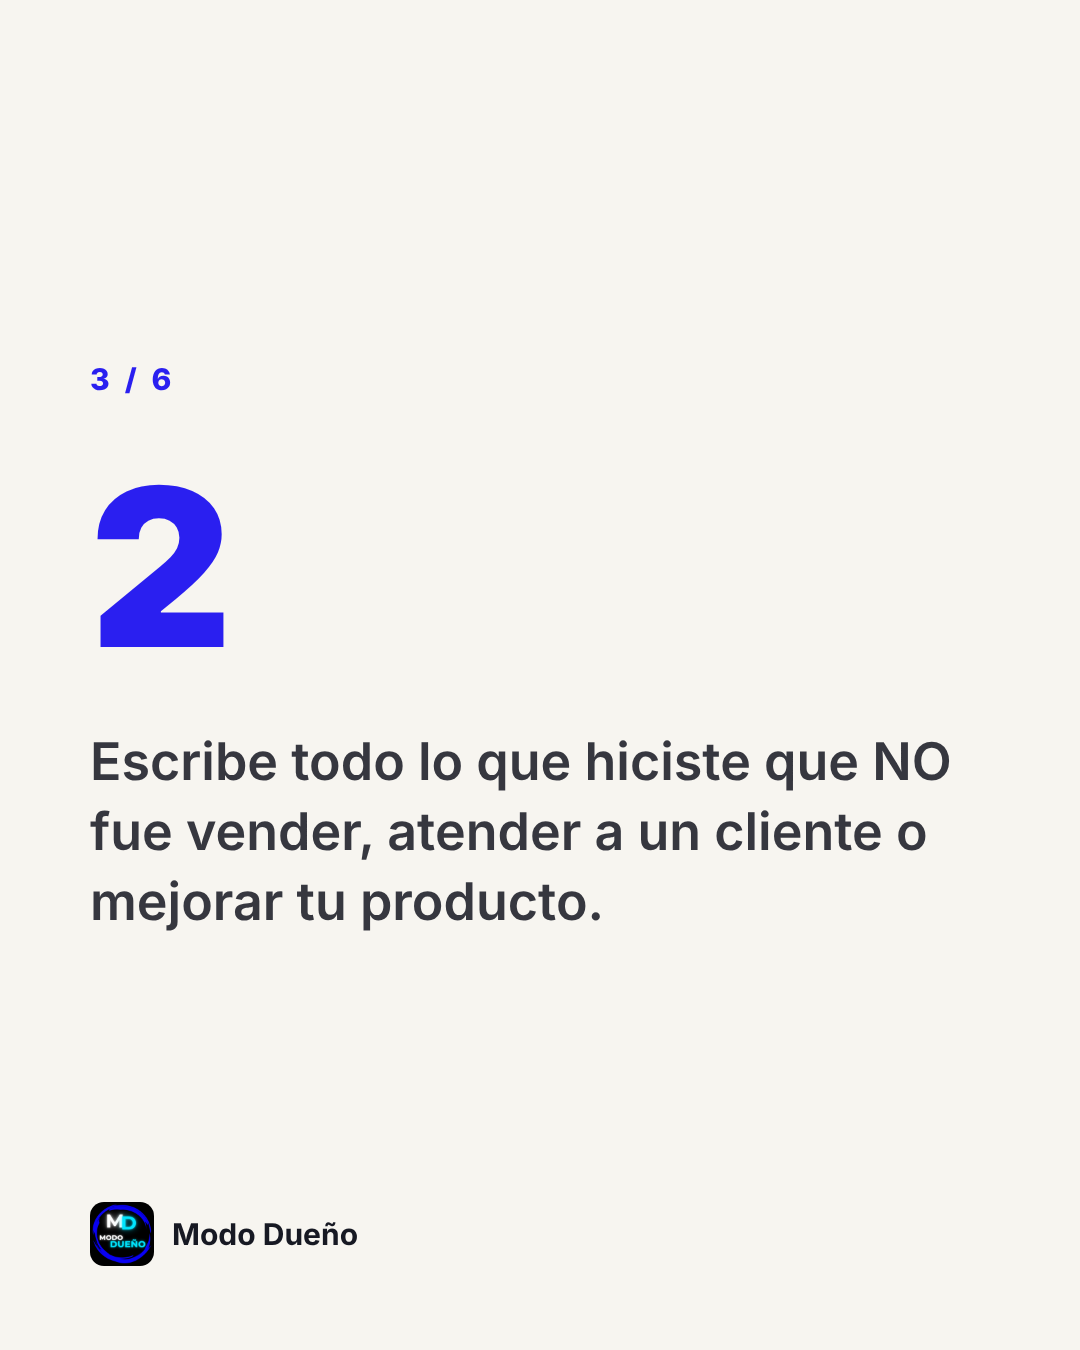 3 / 6
2
Escribe todo lo que hiciste que NO
fue vender, atender a un cliente o
mejorar tu producto.
MD
MODO
DUEÑO
Modo Dueño